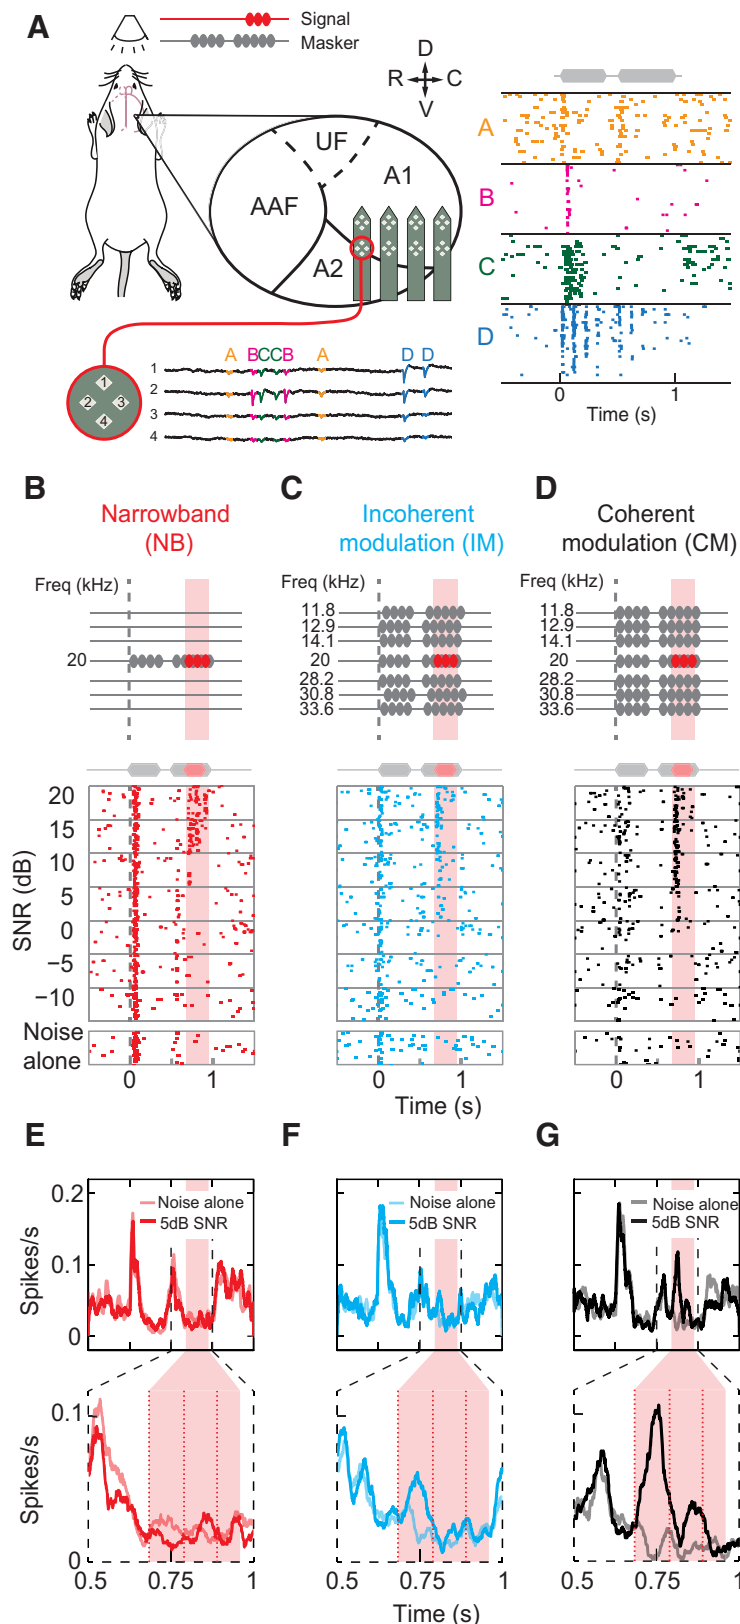 A
Signal
Masker
D
R C
V
UF
A1
AAF
A2
A
B
C
D
0 1
Time (s)
A B C C B A D D
1
2
3
4
1
2 3
4
B
Narrowband
(NB)
Freq (kHz)
20
C
Incoherent
modulation (IM)
Freq (kHz)
11.8
12.9
14.1
20
28.2
30.8
33.6
D
Coherent
modulation (CM)
Freq (kHz)
11.8
12.9
14.1
20
28.2
30.8
33.6
SNR (dB)
20
15
10
5
0
−5
−10
Noise
alone
0 1
0 1
0 1
Time (s)
E
Spikes/s
0.2
0.1
0
Noise alone
5dB SNR
F
Noise alone
5dB SNR
G
Noise alone
5dB SNR
Spikes/s
0.1
0
0.5 0.75 1
0.5 0.75 1
0.5 0.75 1
Time (s)